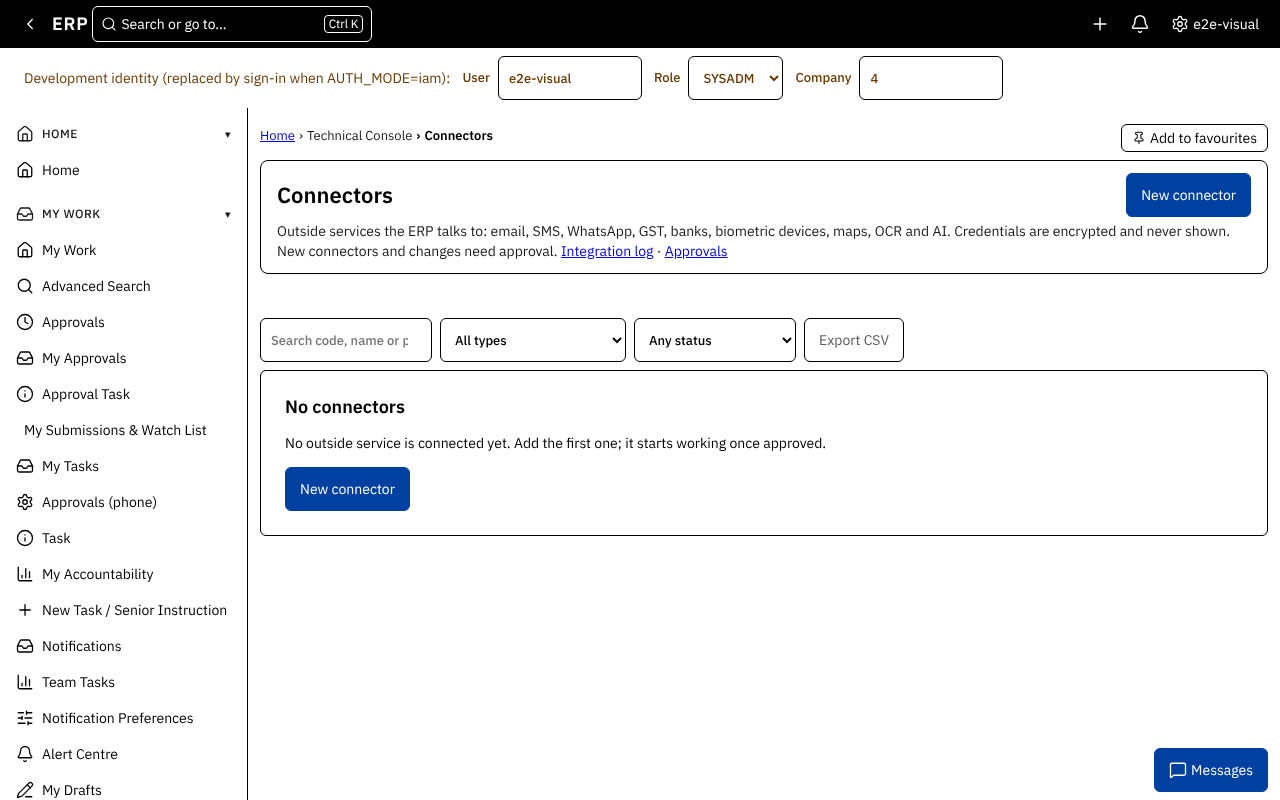 ERP
Search or go to...
Ctrl K
e2e-visual
Development identity (replaced by sign-in when AUTH_MODE=iam):
User
e2e-visual
Role
SYSADM
Company
4
HOME
Home
MY WORK
My Work
Advanced Search
Approvals
My Approvals
Approval Task
My Submissions & Watch List
My Tasks
Approvals (phone)
Task
My Accountability
New Task / Senior Instruction
Notifications
Team Tasks
Notification Preferences
Alert Centre
My Drafts
Home › Technical Console › Connectors
Add to favourites
Connectors
New connector
Outside services the ERP talks to: email, SMS, WhatsApp, GST, banks, biometric devices, maps, OCR and AI. Credentials are encrypted and never shown.
New connectors and changes need approval. Integration log · Approvals
Search code, name or p
All types
Any status
Export CSV
No connectors
No outside service is connected yet. Add the first one; it starts working once approved.
New connector
Messages